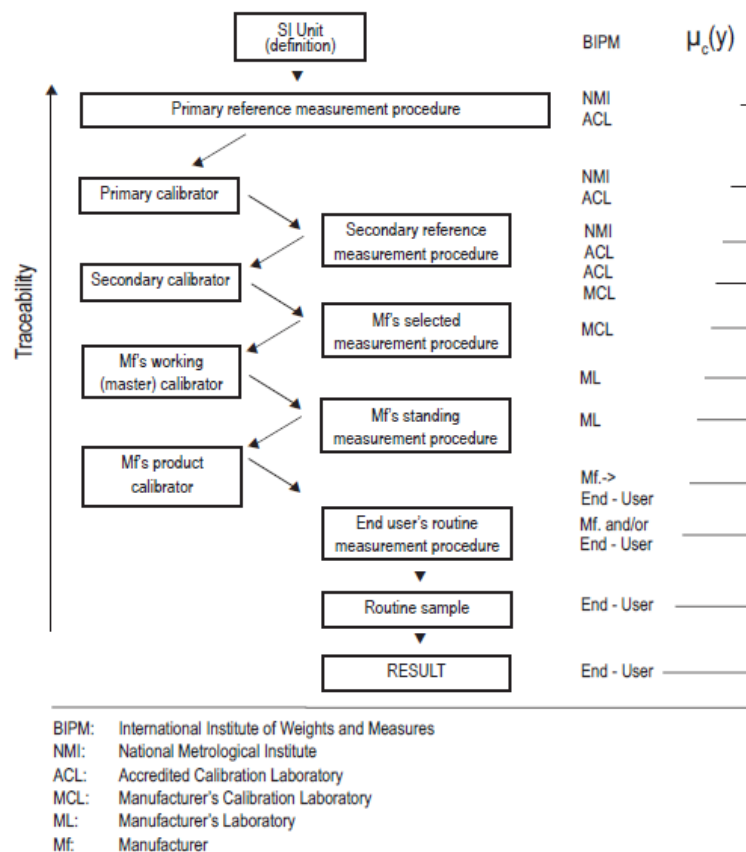 SI Unit
(definition)
BIPM
μc(y)
Primary reference measurement procedure
NMI
ACL
Primary calibrator
NMI
ACL
Secondary reference
measurement procedure
NMI
ACL
Secondary calibrator
ACL
MCL
Mf's selected
measurement procedure
MCL
Mf's working
(master) calibrator
ML
Mf's standing
measurement procedure
ML
Mf's product
calibrator
Mf.->
End - User
End user's routine
measurement procedure
Mf. and/or
End - User
Routine sample
End - User
RESULT
End - User
Traceability
BIPM: International Institute of Weights and Measures
NMI: National Metrological Institute
ACL: Accredited Calibration Laboratory
MCL: Manufacturer's Calibration Laboratory
ML: Manufacturer's Laboratory
Mf: Manufacturer